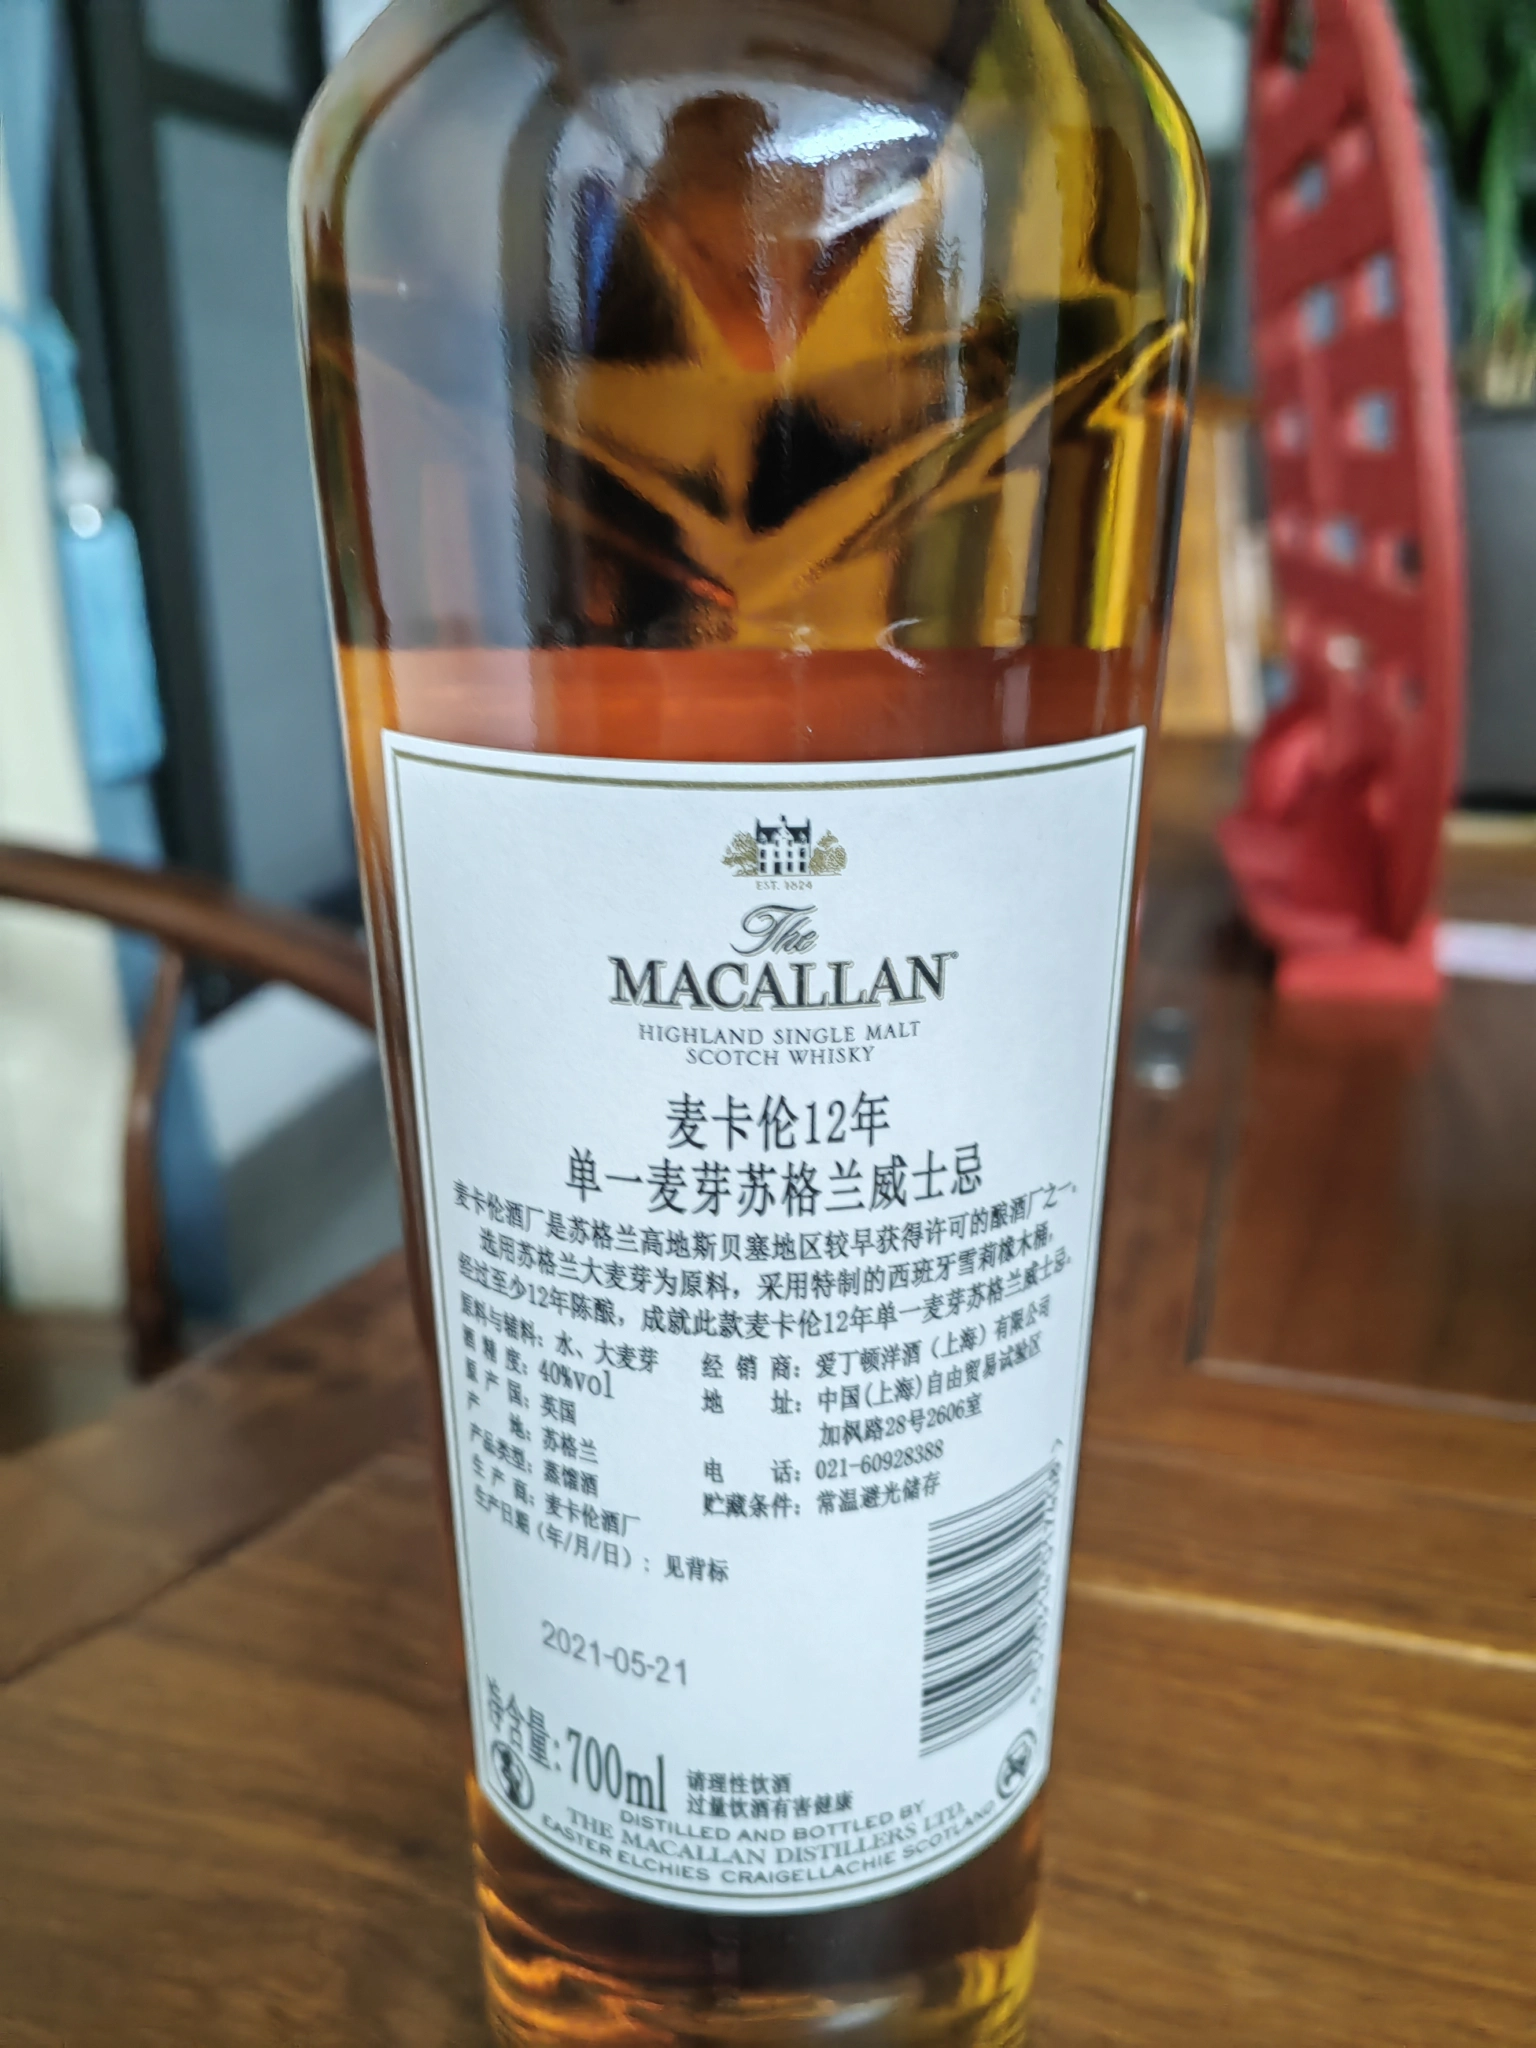 EST. 1824
The
MACALLAN
HIGHLAND SINGLE MALT
SCOTCH WHISKY
麦卡伦12年
单一麦芽苏格兰威士忌
麦卡伦酒厂是苏格兰高地斯贝塞地区较早获得许可的酿酒厂之一，
选用苏格兰大麦芽为原料，采用特制的西班牙雪莉橡木桶，
经过至少12年陈酿，成就此款麦卡伦12年单一麦芽苏格兰威士忌。
原料与辅料：水、大麦芽
酒精度：40%vol
原产国：英国
产地：苏格兰
产品类型：蒸馏酒
生产商：麦卡伦酒厂
生产日期（年/月/日）：见背标
经销商：爱丁顿洋酒（上海）有限公司
地址：中国(上海)自由贸易试验区
加枫路28号2606室
电话：021-60928388
贮藏条件：常温避光储存
2021-05-21
净含量:700ml
请理性饮酒
过量饮酒有害健康
DISTILLED AND BOTTLED BY
THE MACALLAN DISTILLERS LTD.
EASTER ELCHIES CRAIGELLACHIE SCOTLAND